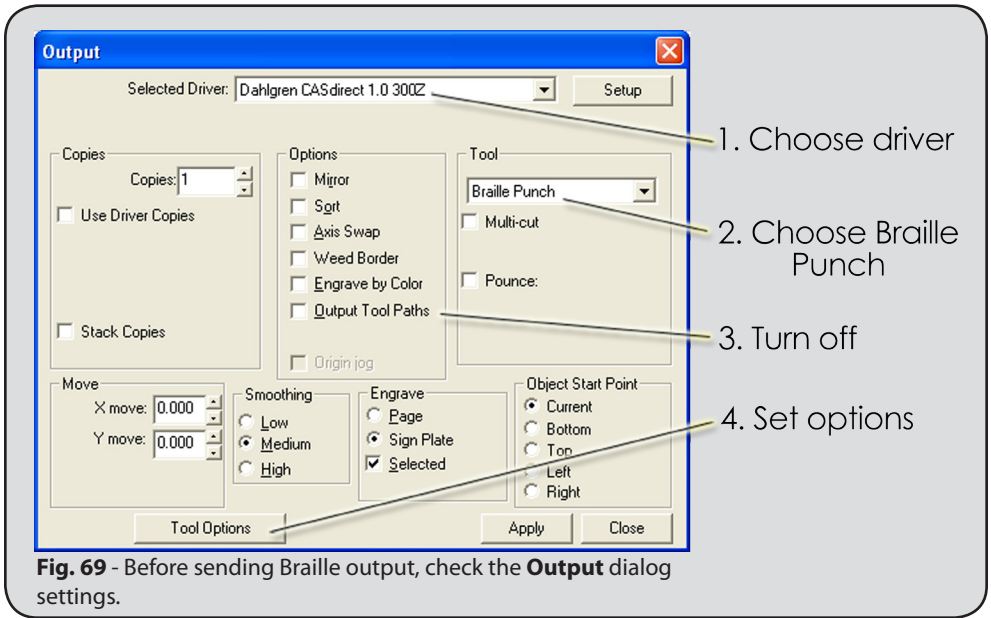 Output
Selected Driver: Dahlgren CASdirect 1.0 300Z
Setup
1. Choose driver
Copies
Copies: 1
Use Driver Copies
Stack Copies
Options
Mirror
Sort
Axis Swap
Weed Border
Engrave by Color
Output Tool Paths
Origin jog
Tool
Braille Punch
Multi-cut
Pounce:
2. Choose Braille
Punch
3. Turn off
Move
X move: 0.000
Y move: 0.000
Smoothing
Low
Medium
High
Engrave
Page
Sign Plate
Selected
Object Start Point
Current
Bottom
Top
Left
Right
4. Set options
Tool Options
Apply
Close
Fig. 69 - Before sending Braille output, check the Output dialog
settings.